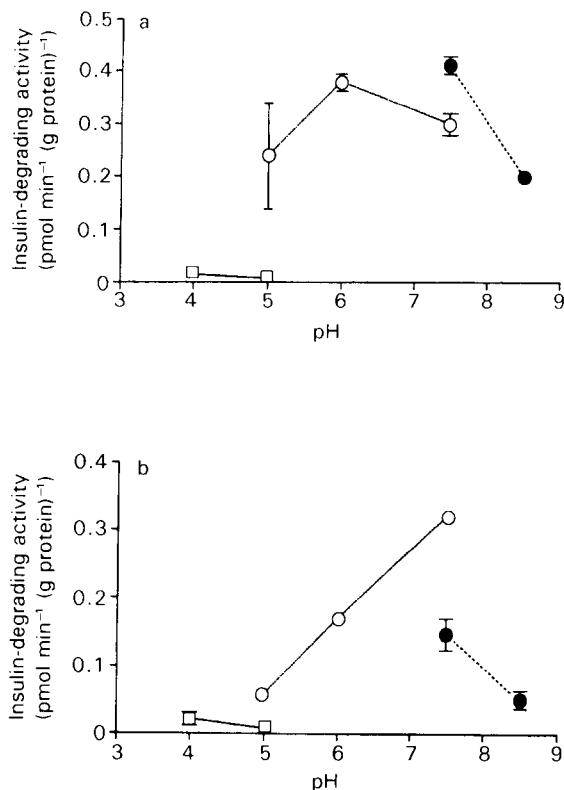 a
Insulin-degrading activity
(pmol min⁻¹ (g protein)⁻¹)
0.5
0.4
0.3
0.2
0.1
0
3 4 5 6 7 8 9
pH
b
Insulin-degrading activity
(pmol min⁻¹ (g protein)⁻¹)
0.4
0.3
0.2
0.1
0
3 4 5 6 7 8 9
pH